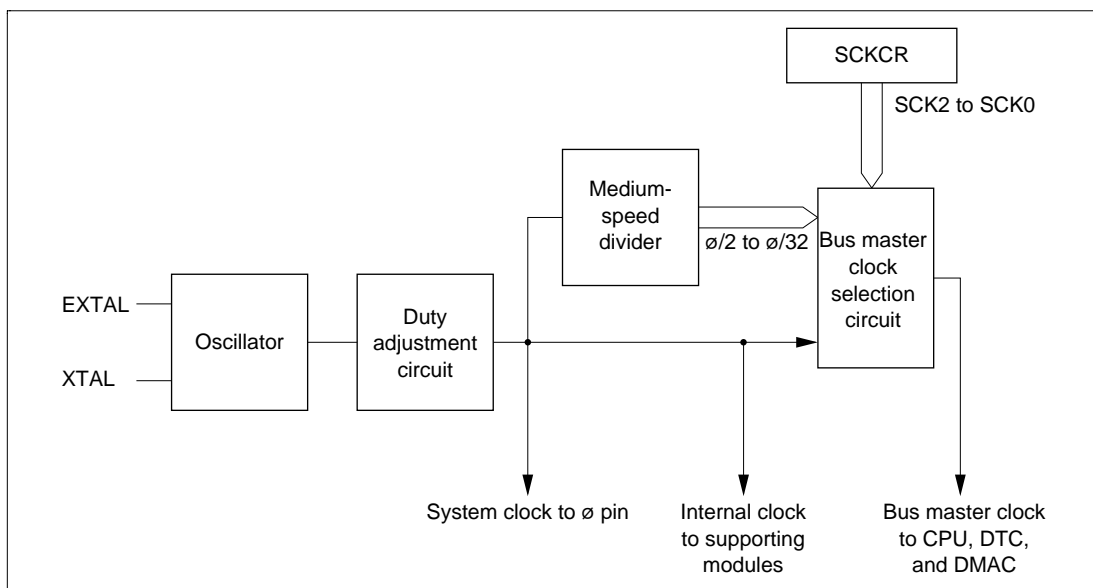 SCKCR
SCK2 to SCK0
Medium-
speed
divider
ø/2 to ø/32
Bus master
clock
selection
circuit
EXTAL
XTAL
Oscillator
Duty
adjustment
circuit
System clock to ø pin
Internal clock
to supporting
modules
Bus master clock
to CPU, DTC,
and DMAC